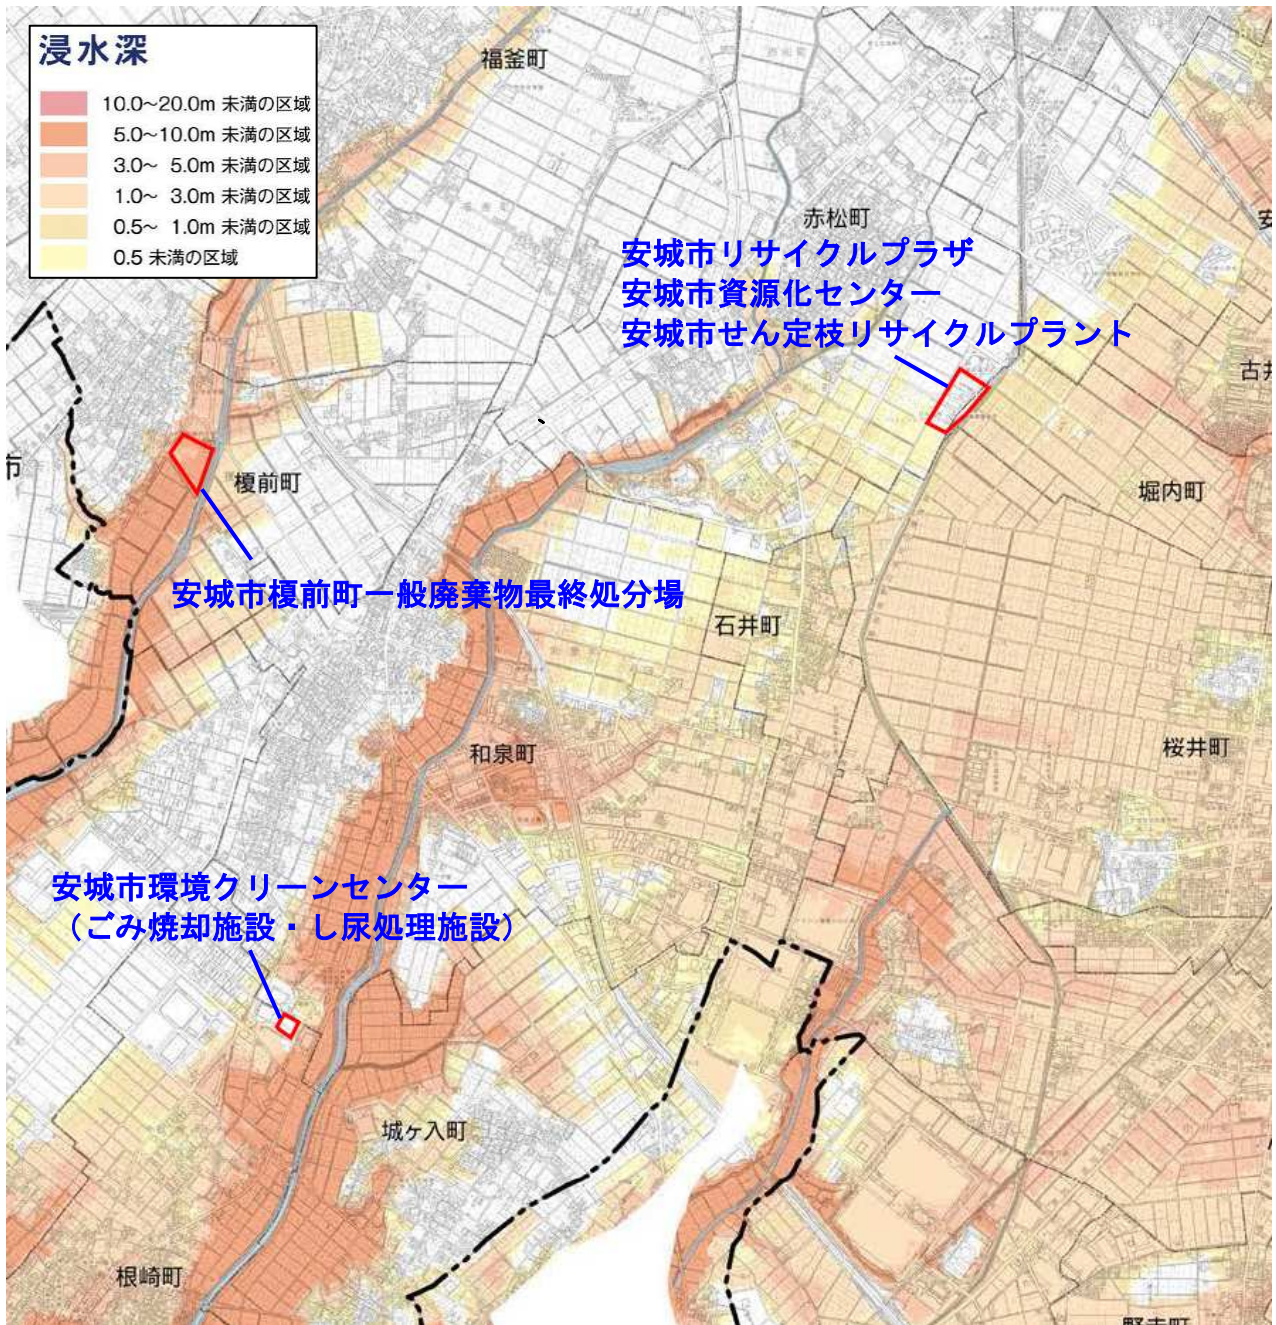 浸水深
10.0～20.0m 未満の区域
5.0～10.0m 未満の区域
3.0～ 5.0m 未満の区域
1.0～ 3.0m 未満の区域
0.5～ 1.0m 未満の区域
0.5 未満の区域
福釜町
赤松町
安城市リサイクルプラザ
安城市資源化センター
安城市せん定枝リサイクルプラント
安
古井
市
榎前町
堀内町
安城市榎前町一般廃棄物最終処分場
石井町
和泉町
桜井町
安城市環境クリーンセンター
（ごみ焼却施設・し尿処理施設）
城ヶ入町
根崎町
野寺町